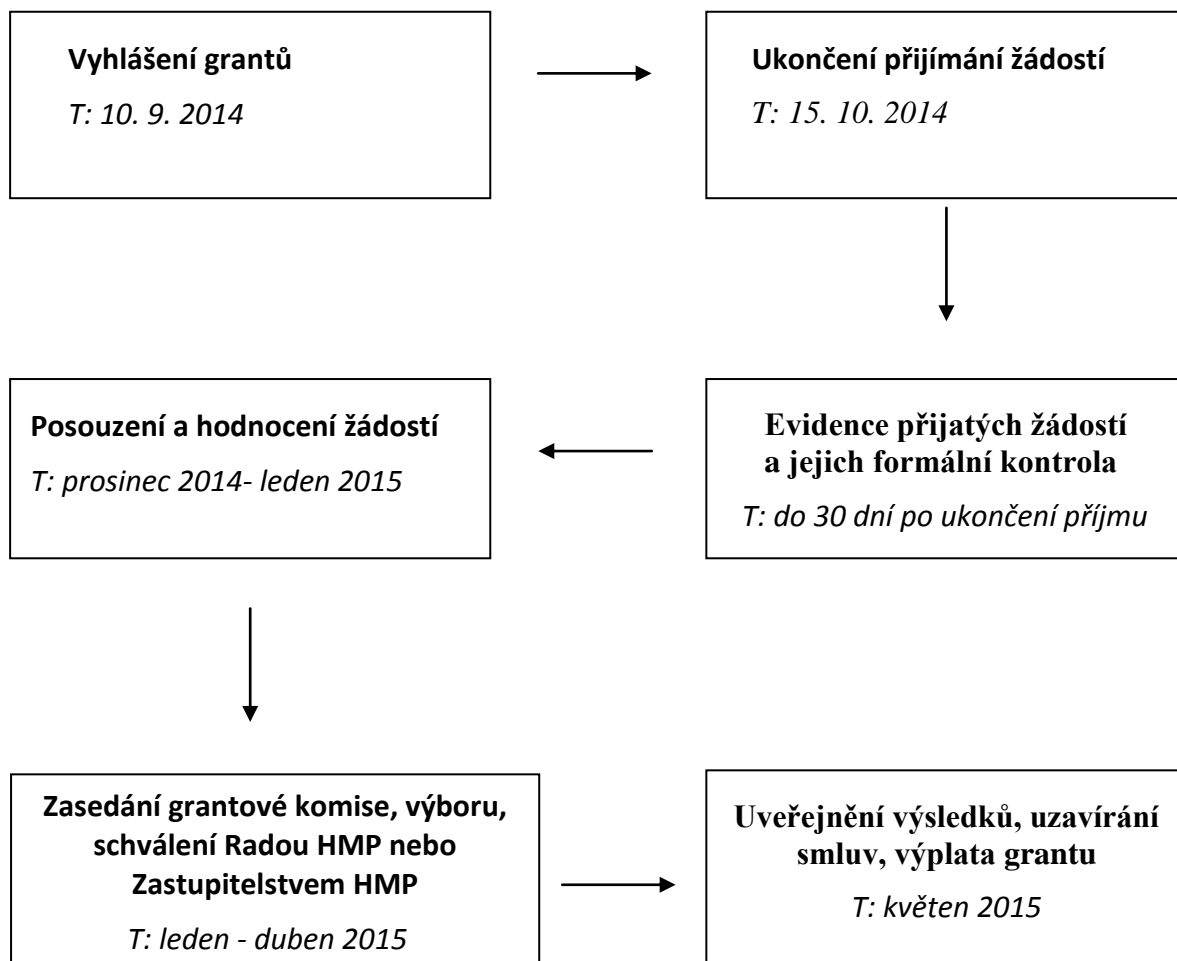 Vyhlášení grantů
T: 10. 9. 2014
Ukončení přijímání žádostí
T: 15. 10. 2014
Evidence přijatých žádostí
a jejich formální kontrola
T: do 30 dní po ukončení příjmu
Posouzení a hodnocení žádostí
T: prosinec 2014- leden 2015
Zasedání grantové komise, výboru,
schválení Radou HMP nebo
Zastupitelstvem HMP
T: leden - duben 2015
Uveřejnění výsledků, uzavírání
smluv, výplata grantu
T: květen 2015